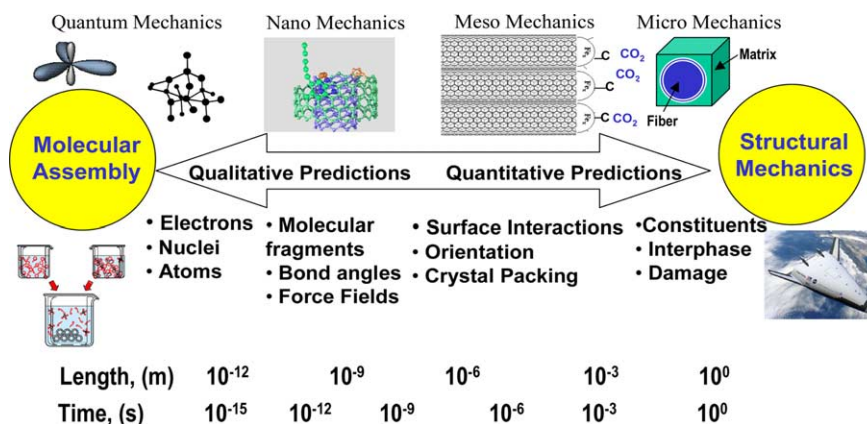 Quantum Mechanics
Nano Mechanics
Meso Mechanics
Micro Mechanics
Fe
C
CO₂
CO₂
C
C
CO₂
Matrix
Fiber
Molecular
Assembly
Qualitative Predictions
Quantitative Predictions
Structural
Mechanics
• Electrons
• Nuclei
• Atoms
• Molecular
fragments
• Bond angles
• Force Fields
• Surface Interactions
• Orientation
• Crystal Packing
•Constituents
• Interphase
• Damage
Length, (m) 10⁻¹² 10⁻⁹ 10⁻⁶ 10⁻³ 10⁰
Time, (s) 10⁻¹⁵ 10⁻¹² 10⁻⁹ 10⁻⁶ 10⁻³ 10⁰